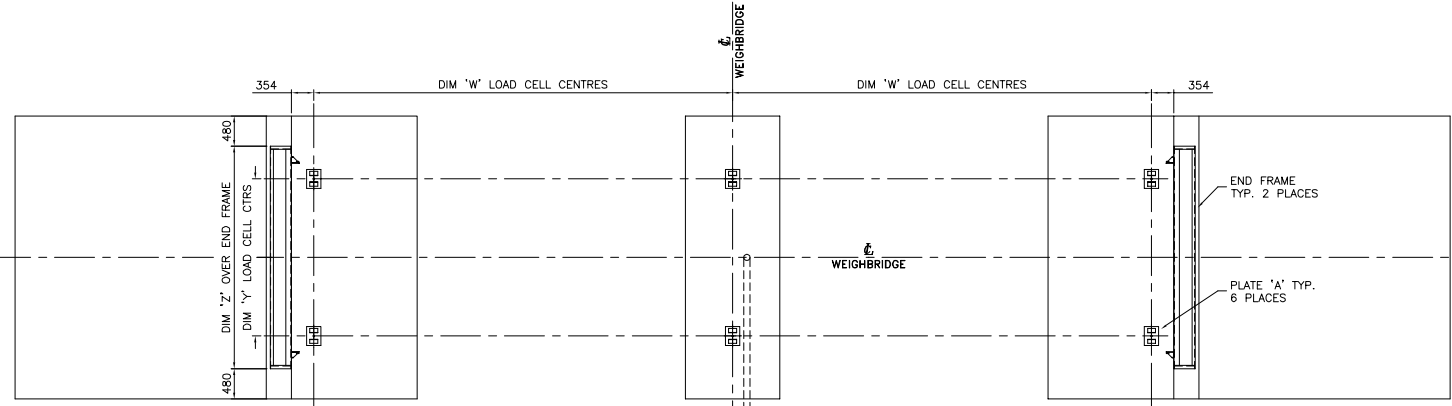 ℄
WEIGHBRIDGE
354
DIM 'W' LOAD CELL CENTRES
DIM 'W' LOAD CELL CENTRES
354
480
DIM 'Z' OVER END FRAME
DIM 'Y' LOAD CELL CTRS
END FRAME
TYP. 2 PLACES
℄
WEIGHBRIDGE
PLATE 'A' TYP.
6 PLACES
480